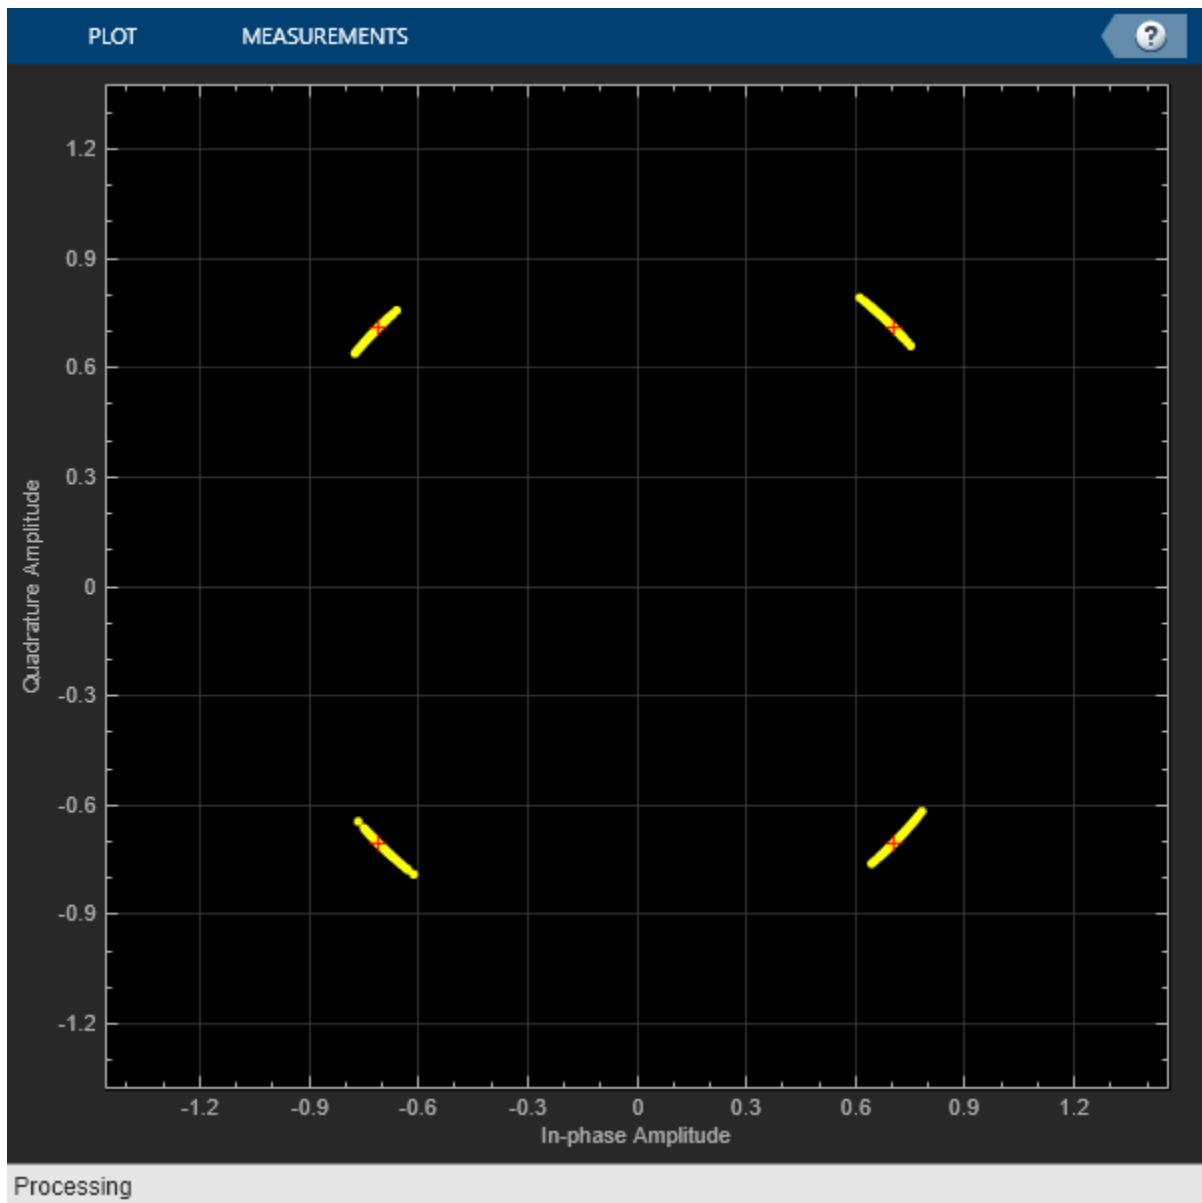 PLOT MEASUREMENTS ?
1.2
0.9
0.6
0.3
0
-0.3
-0.6
-0.9
-1.2
Quadrature Amplitude
-1.2 -0.9 -0.6 -0.3 0 0.3 0.6 0.9 1.2
In-phase Amplitude
Processing